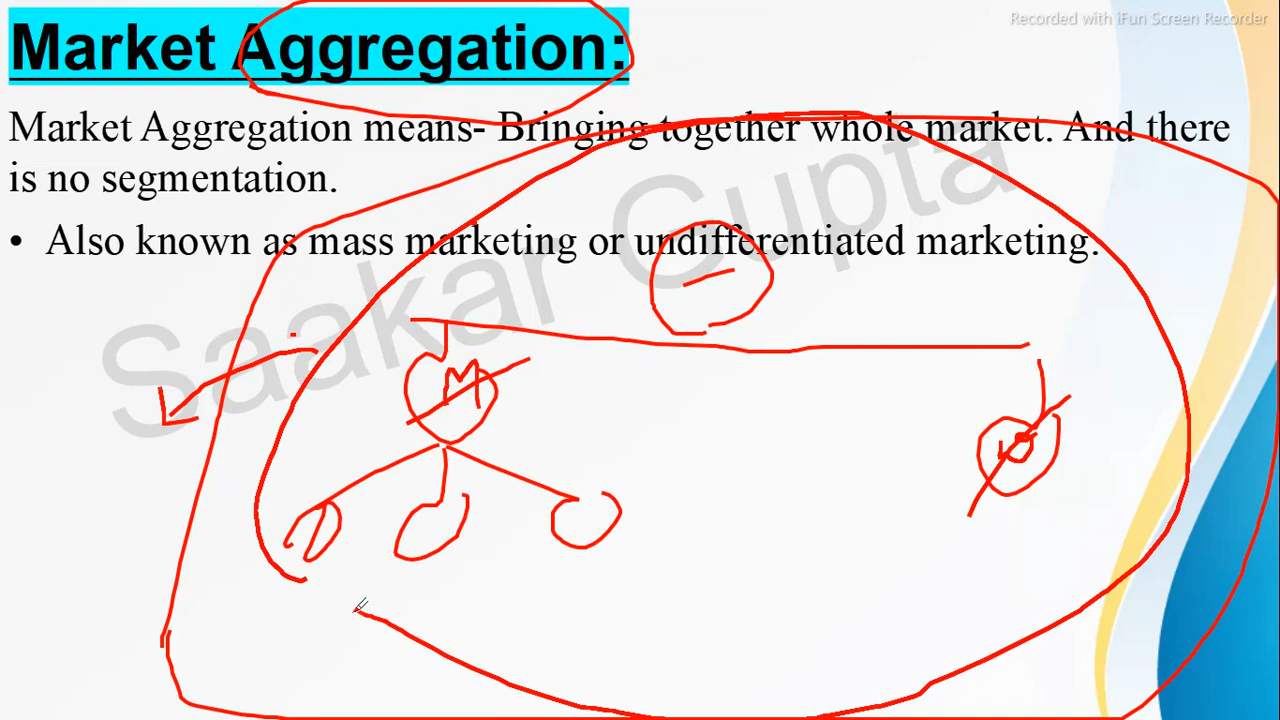 Recorded with iFun Screen Recorder
Market Aggregation:
Market Aggregation means- Bringing together whole market. And there
is no segmentation.
• Also known as mass marketing or undifferentiated marketing.
Saakar Gupta
M